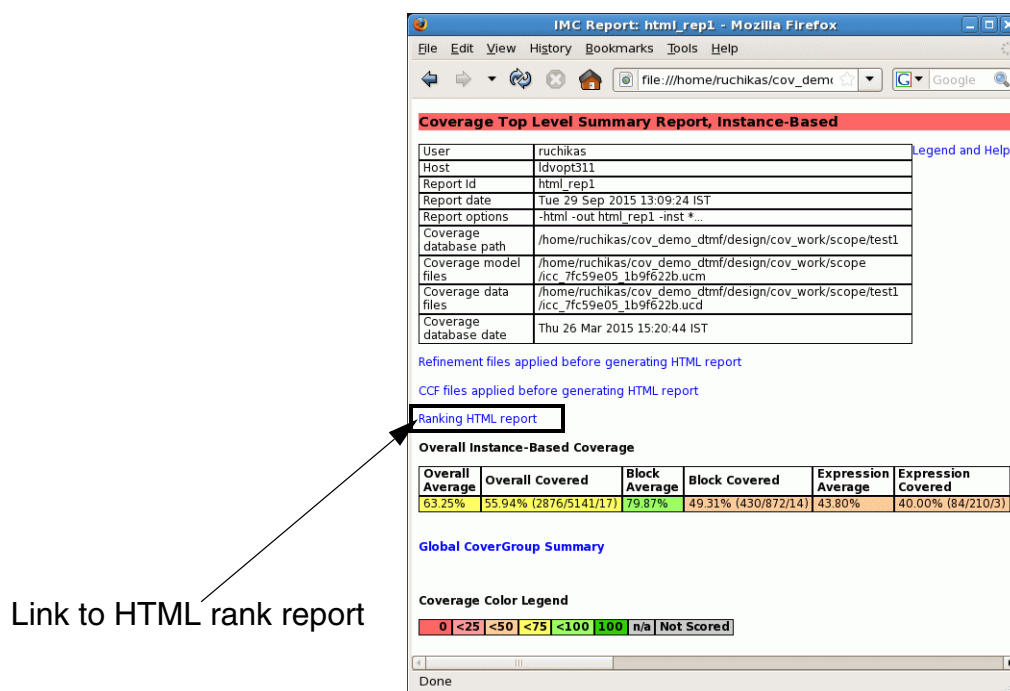 IMC Report: html_rep1 - Mozilla Firefox
File Edit View History Bookmarks Tools Help
file:///home/ruchikas/cov_demo
G Google
Coverage Top Level Summary Report, Instance-Based
User ruchikas
Legend and Help
Host ldvopt311
Report Id html_rep1
Report date Tue 29 Sep 2015 13:09:24 IST
Report options -html -out html_rep1 -inst *...
Coverage
database path /home/ruchikas/cov_demo_dtmf/design/cov_work/scope/test1
Coverage model /home/ruchikas/cov_demo_dtmf/design/cov_work/scope
files /icc_7fc59e05_1b9f622b.ucm
Coverage data /home/ruchikas/cov_demo_dtmf/design/cov_work/scope/test1
files /icc_7fc59e05_1b9f622b.ucd
Coverage
database date Thu 26 Mar 2015 15:20:44 IST
Refinement files applied before generating HTML report
CCF files applied before generating HTML report
Ranking HTML report
Overall Instance-Based Coverage
Overall Average Overall Covered Block Average Block Covered Expression Average Expression Covered
63.25% 55.94% (2876/5141/17) 79.87% 49.31% (430/872/14) 43.80% 40.00% (84/210/3)
Global CoverGroup Summary
Link to HTML rank report
Coverage Color Legend
0 <25 <50 <75 <100 100 n/a Not Scored
Done